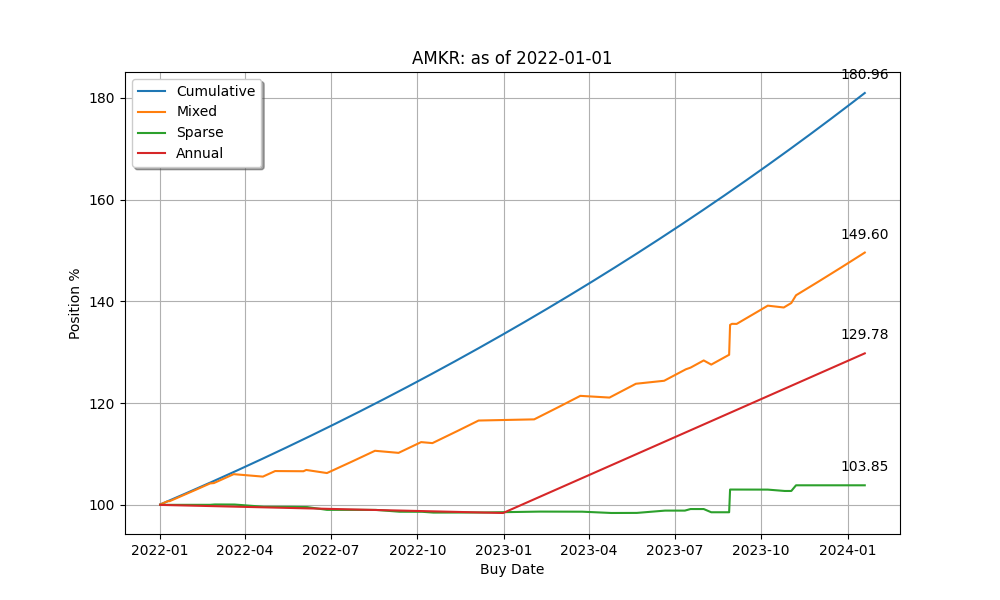 AMKR: as of 2022-01-01
180.96
Cumulative
Mixed
Sparse
Annual
180
160
149.60
140
129.78
120
103.85
100
Position %
2022-01 2022-04 2022-07 2022-10 2023-01 2023-04 2023-07 2023-10 2024-01
Buy Date